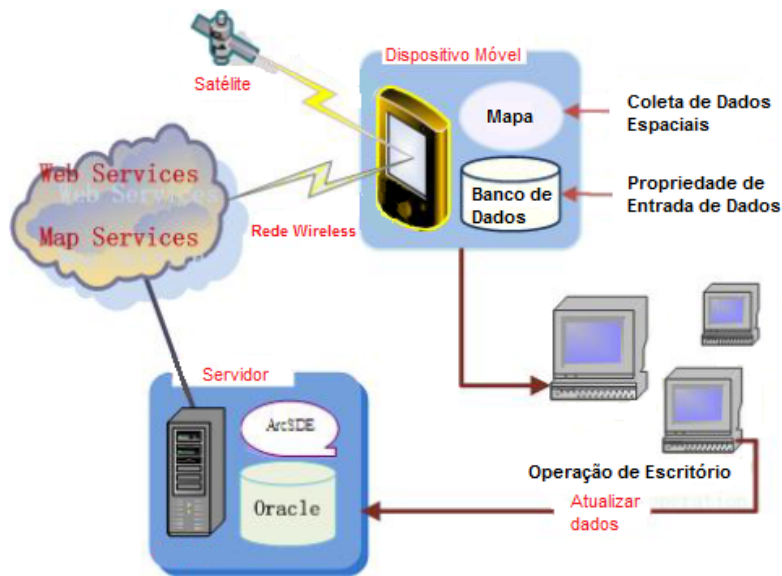 Dispositivo Móvel
Satélite
Mapa
Coleta de Dados
Espaciais
Banco de
Dados
Propriedade de
Entrada de Dados
Web Services
Web Services
Map Services
Rede Wireless
Servidor
ArcSDE
Oracle
Operação de Escritório
Atualizar
dados